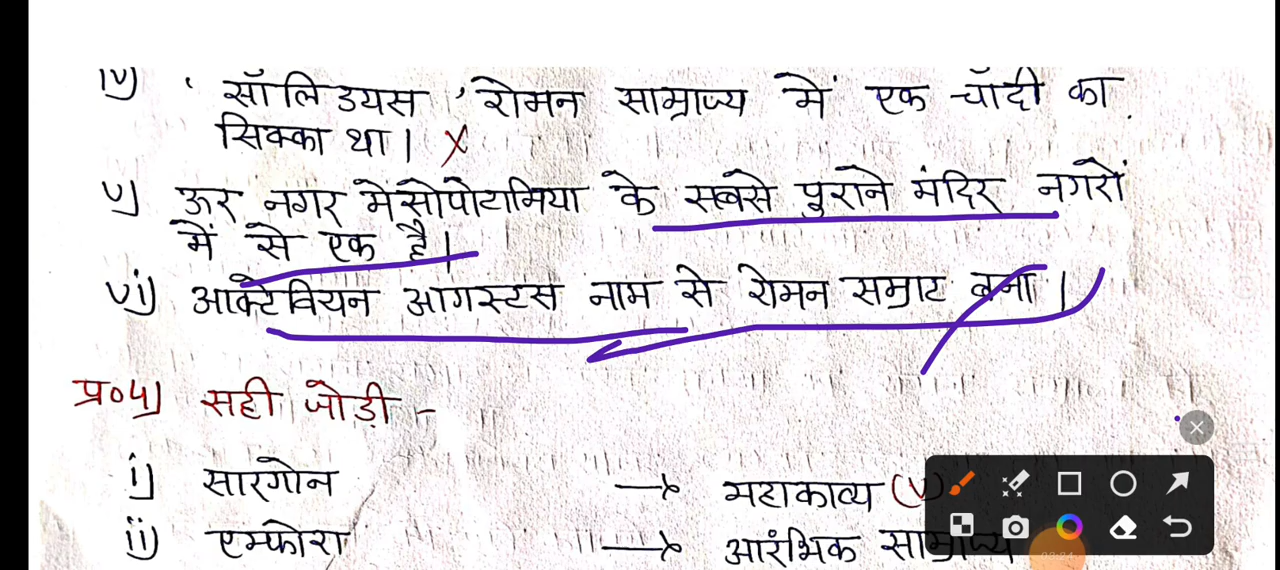 iv) 'सॉलिडयस' रोमन साम्राज्य में एक चाँदी का
सिक्का था। X
v) ऊर नगर मेसोपोटामिया के सबसे पुराने मंदिर नगरों
में से एक है।
vi) आक्टेवियन आगस्टस नाम से रोमन सम्राट बना।
प्र०5) सही जोड़ी -
i) सारगोन → महाकाव्य (v)
ii) एम्फोरा → आरंभिक साम्राज्य